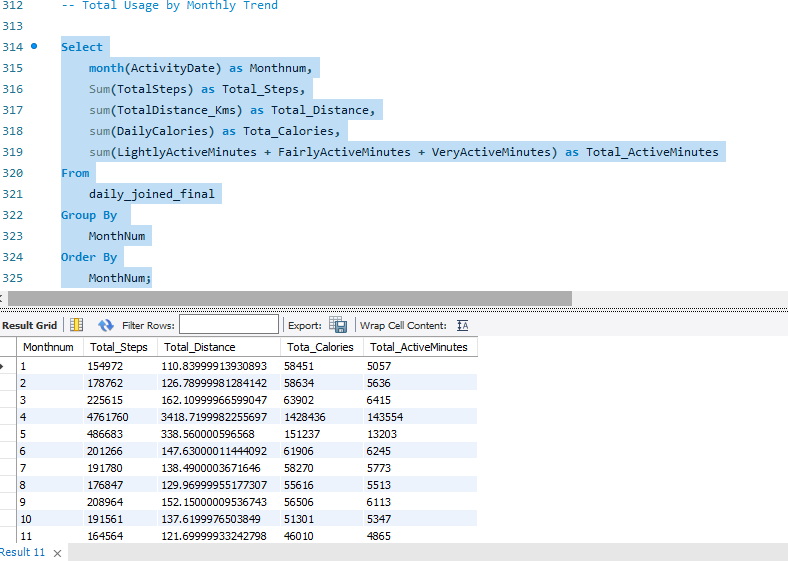 312 -- Total Usage by Monthly Trend
313
314 Select
315 month(ActivityDate) as Monthnum,
316 Sum(TotalSteps) as Total_Steps,
317 sum(TotalDistance_Kms) as Total_Distance,
318 sum(DailyCalories) as Tota_Calories,
319 sum(LightlyActiveMinutes + FairlyActiveMinutes + VeryActiveMinutes) as Total_ActiveMinutes
320 From
321 daily_joined_final
322 Group By
323 MonthNum
324 Order By
325 MonthNum;
Result Grid Filter Rows: Export: Wrap Cell Content: IA
Monthnum Total_Steps Total_Distance Tota_Calories Total_ActiveMinutes
1 154972 110.83999913930893 58451 5057
2 178762 126.78999981284142 58634 5636
3 225615 162.10999966599047 63902 6415
4 4761760 3418.7199982255697 1428436 143554
5 486683 338.560000596568 151237 13203
6 201266 147.63000011444092 61906 6245
7 191780 138.4900003671646 58270 5773
8 176847 129.96999955177307 55616 5513
9 208964 152.15000009536743 56506 6113
10 191561 137.6199976503849 51301 5347
11 164564 121.69999933242798 46010 4865
Result 11 ×